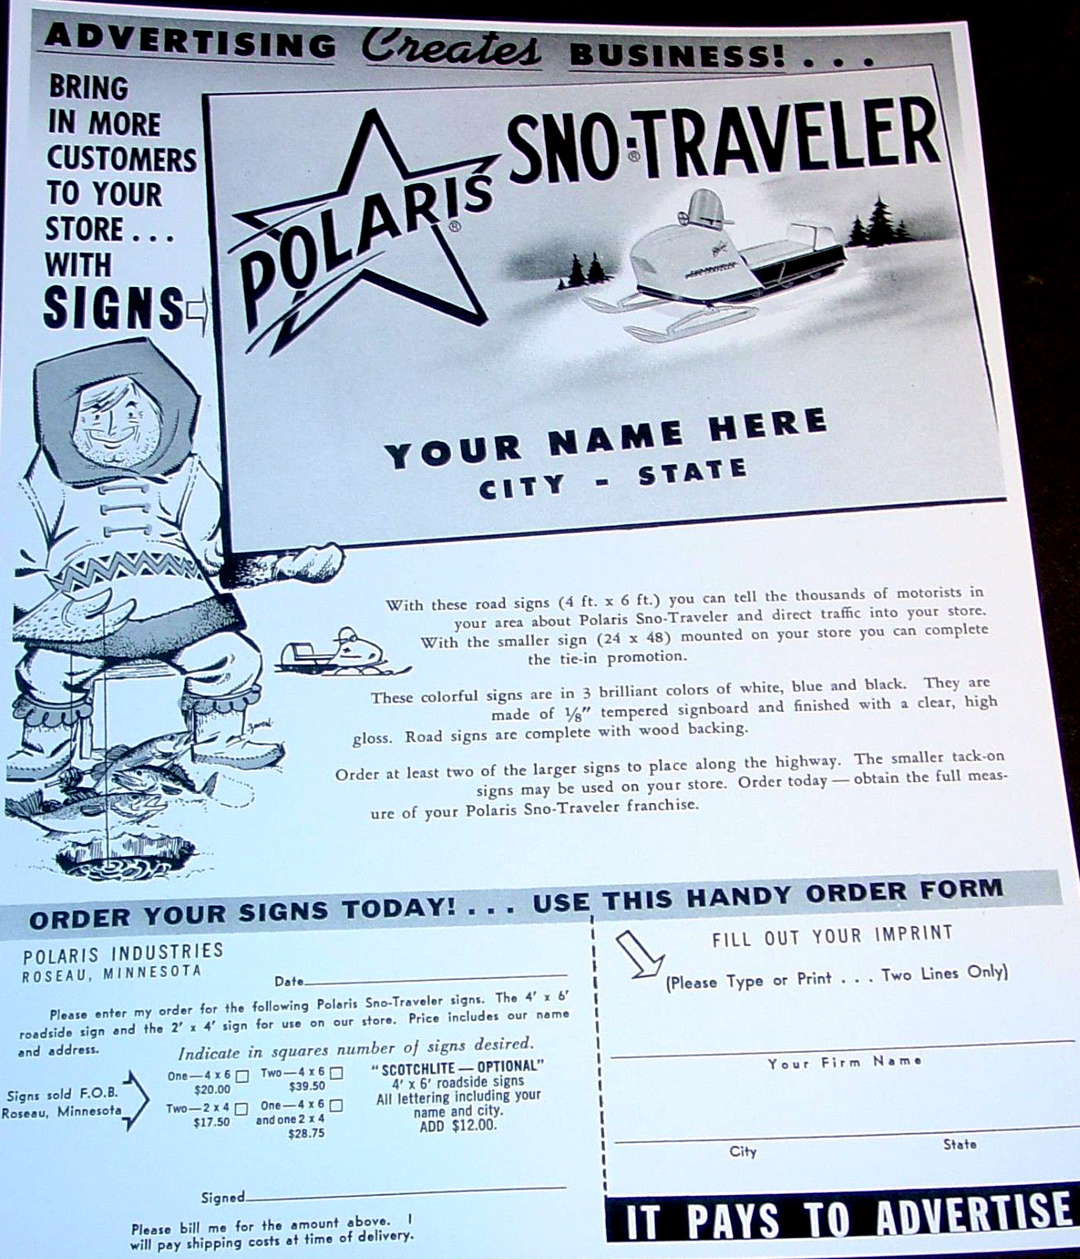 ADVERTISING Creates BUSINESS! . . .
BRING
IN MORE
CUSTOMERS
TO YOUR
STORE . . .
WITH
SIGNS
POLARIS®
SNO-TRAVELER
®
YOUR NAME HERE
CITY - STATE
With these road signs (4 ft. x 6 ft.) you can tell the thousands of motorists in
your area about Polaris Sno-Traveler and direct traffic into your store.
With the smaller sign (24 x 48) mounted on your store you can complete
the tie-in promotion.
These colorful signs are in 3 brilliant colors of white, blue and black. They are
made of 1/8" tempered signboard and finished with a clear, high
gloss. Road signs are complete with wood backing.
Order at least two of the larger signs to place along the highway. The smaller tack-on
signs may be used on your store. Order today — obtain the full meas-
ure of your Polaris Sno-Traveler franchise.
ORDER YOUR SIGNS TODAY! . . . USE THIS HANDY ORDER FORM
POLARIS INDUSTRIES
ROSEAU, MINNESOTA
Date
Please enter my order for the following Polaris Sno-Traveler signs. The 4' x 6'
roadside sign and the 2' x 4' sign for use on our store. Price includes our name
and address.
Indicate in squares number of signs desired.
Signs sold F.O.B.
Roseau, Minnesota
One—4 x 6 □
$20.00
Two—4 x 6 □
$39.50
Two—2 x 4 □
$17.50
One—4 x 6 □
and one 2 x 4
$28.75
"SCOTCHLITE — OPTIONAL"
4' x 6' roadside signs
All lettering including your
name and city.
ADD $12.00.
Signed
Please bill me for the amount above. I
will pay shipping costs at time of delivery.
FILL OUT YOUR IMPRINT
(Please Type or Print . . . Two Lines Only)
Your Firm Name
City State
IT PAYS TO ADVERTISE